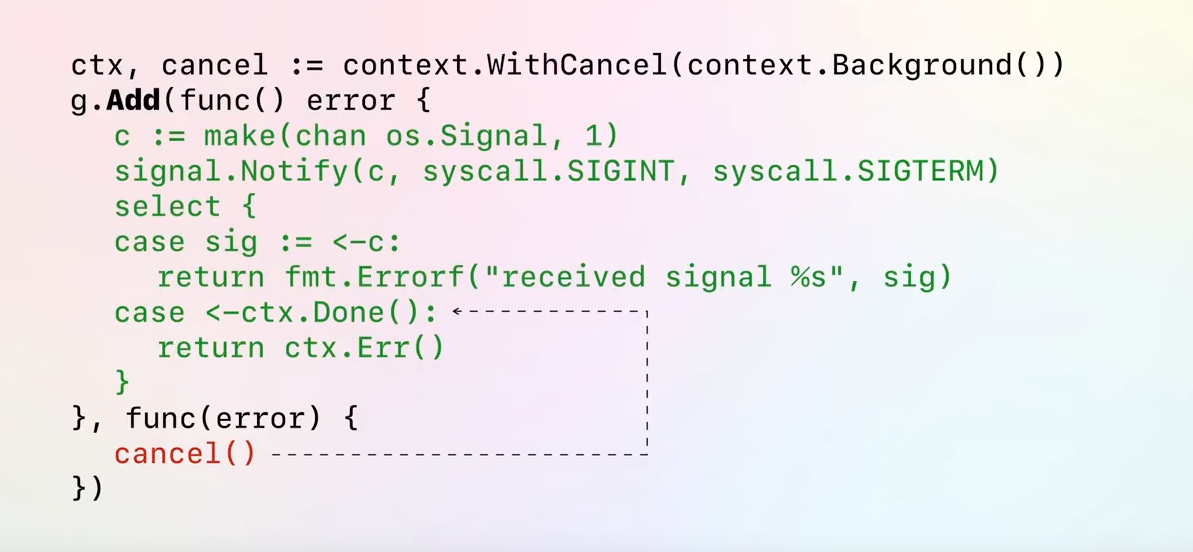 ctx, cancel := context.WithCancel(context.Background())
g.Add(func() error {
c := make(chan os.Signal, 1)
signal.Notify(c, syscall.SIGINT, syscall.SIGTERM)
select {
case sig := <-c:
return fmt.Errorf("received signal %s", sig)
case <-ctx.Done():
return ctx.Err()
}
}, func(error) {
cancel()
})